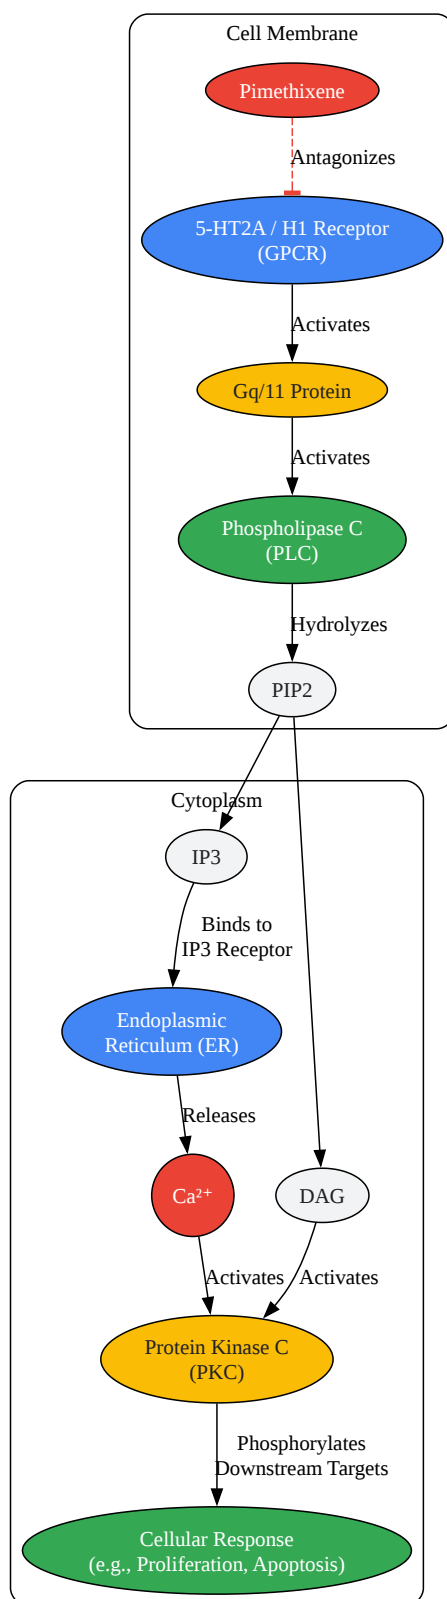 Cell Membrane
Pimethixene
Antagonizes
5-HT2A / H1 Receptor
(GPCR)
Activates
Gq/11 Protein
Activates
Phospholipase C
(PLC)
Hydrolyzes
PIP2
Cytoplasm
IP3
Binds to
IP3 Receptor
Endoplasmic
Reticulum (ER)
Releases
Ca²⁺
DAG
Activates
Activates
Protein Kinase C
(PKC)
Phosphorylates
Downstream Targets
Cellular Response
(e.g., Proliferation, Apoptosis)